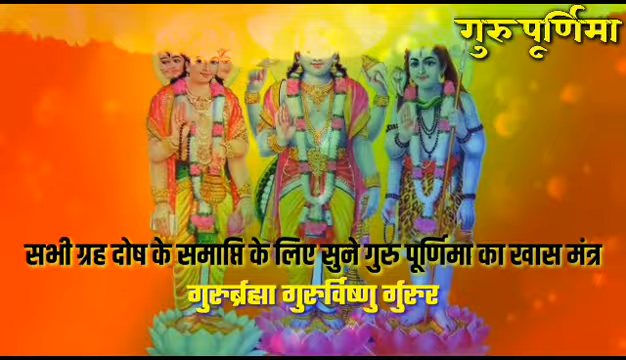 गुरु पूर्णिमा
सभी ग्रह दोष के समाप्ति के लिए सुने गुरु पूर्णिमा का खास मंत्र
गुरुर्ब्रह्मा गुरुर्विष्णु र्गुरुर